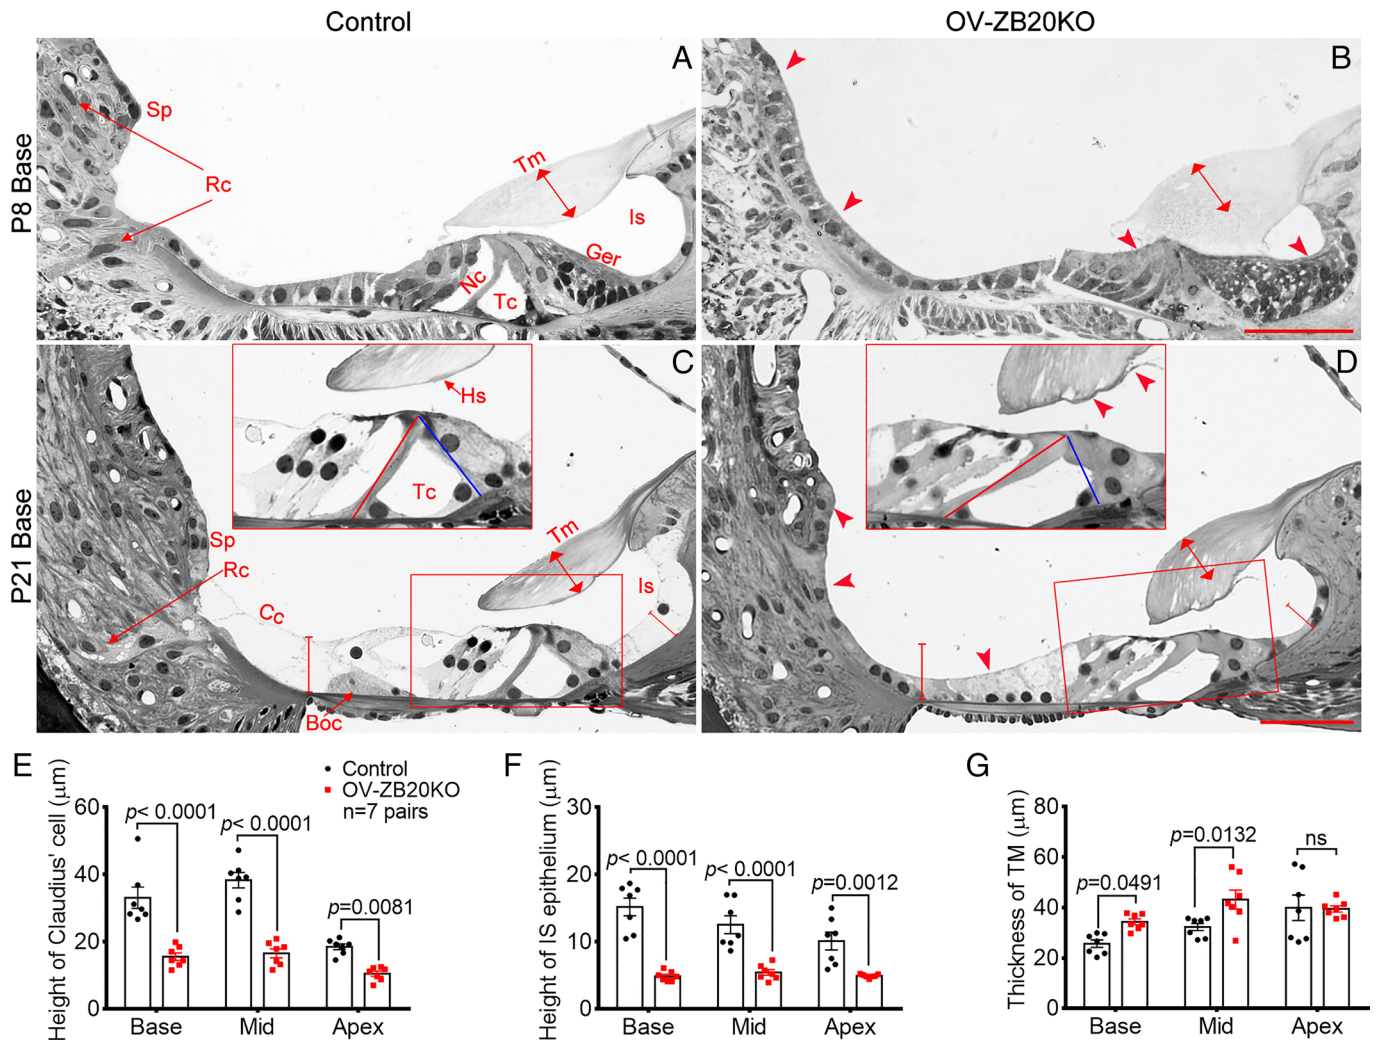 Control
OV-ZB20KO
P8 Base
A
Sp
Rc
Tm
Is
Ger
Nc
Tc
B
P21 Base
C
Hs
Tc
Sp
Rc
Cc
Boc
Tm
Is
D
E
Control
OV-ZB20KO
n=7 pairs
Height of Claudius' cell (μm)
60
40
20
0
p< 0.0001
p< 0.0001
p=0.0081
Base Mid Apex
F
Height of IS epithelium (μm)
30
20
10
0
p< 0.0001
p< 0.0001
p=0.0012
Base Mid Apex
G
Thickness of TM (μm)
80
60
40
20
0
p=0.0491
p=0.0132
ns
Base Mid Apex